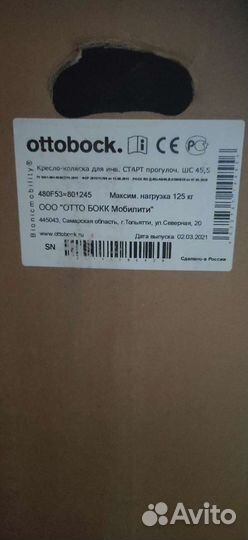 ottobock.
Bionicmobility®
Кресло-коляска для инв. СТАРТ прогулоч. ШС 45,5
480F53=601245
Максим. нагрузка 125 кг
ООО "ОТТО БОКК Мобилити"
445043, Самарская область, г.Тольятти, ул.Северная, 20
www.ottobock.ru
Дата выпуска 02.03.2021
SN
Сделано в России
Avito